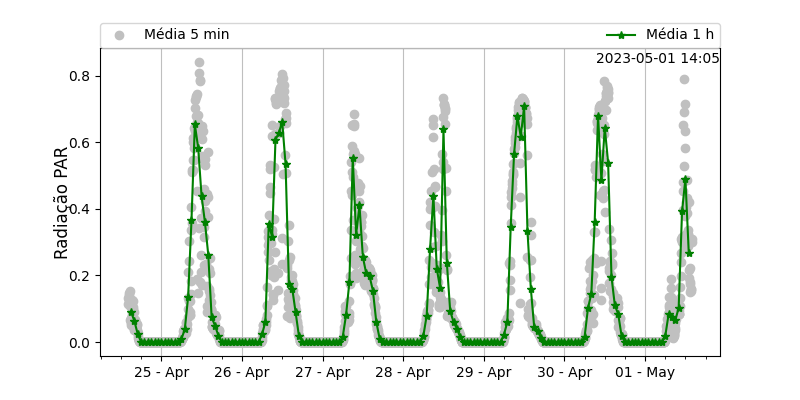 Média 5 min
Média 1 h
2023-05-01 14:05
Radiação PAR
0.8
0.6
0.4
0.2
0.0
25 - Apr
26 - Apr
27 - Apr
28 - Apr
29 - Apr
30 - Apr
01 - May